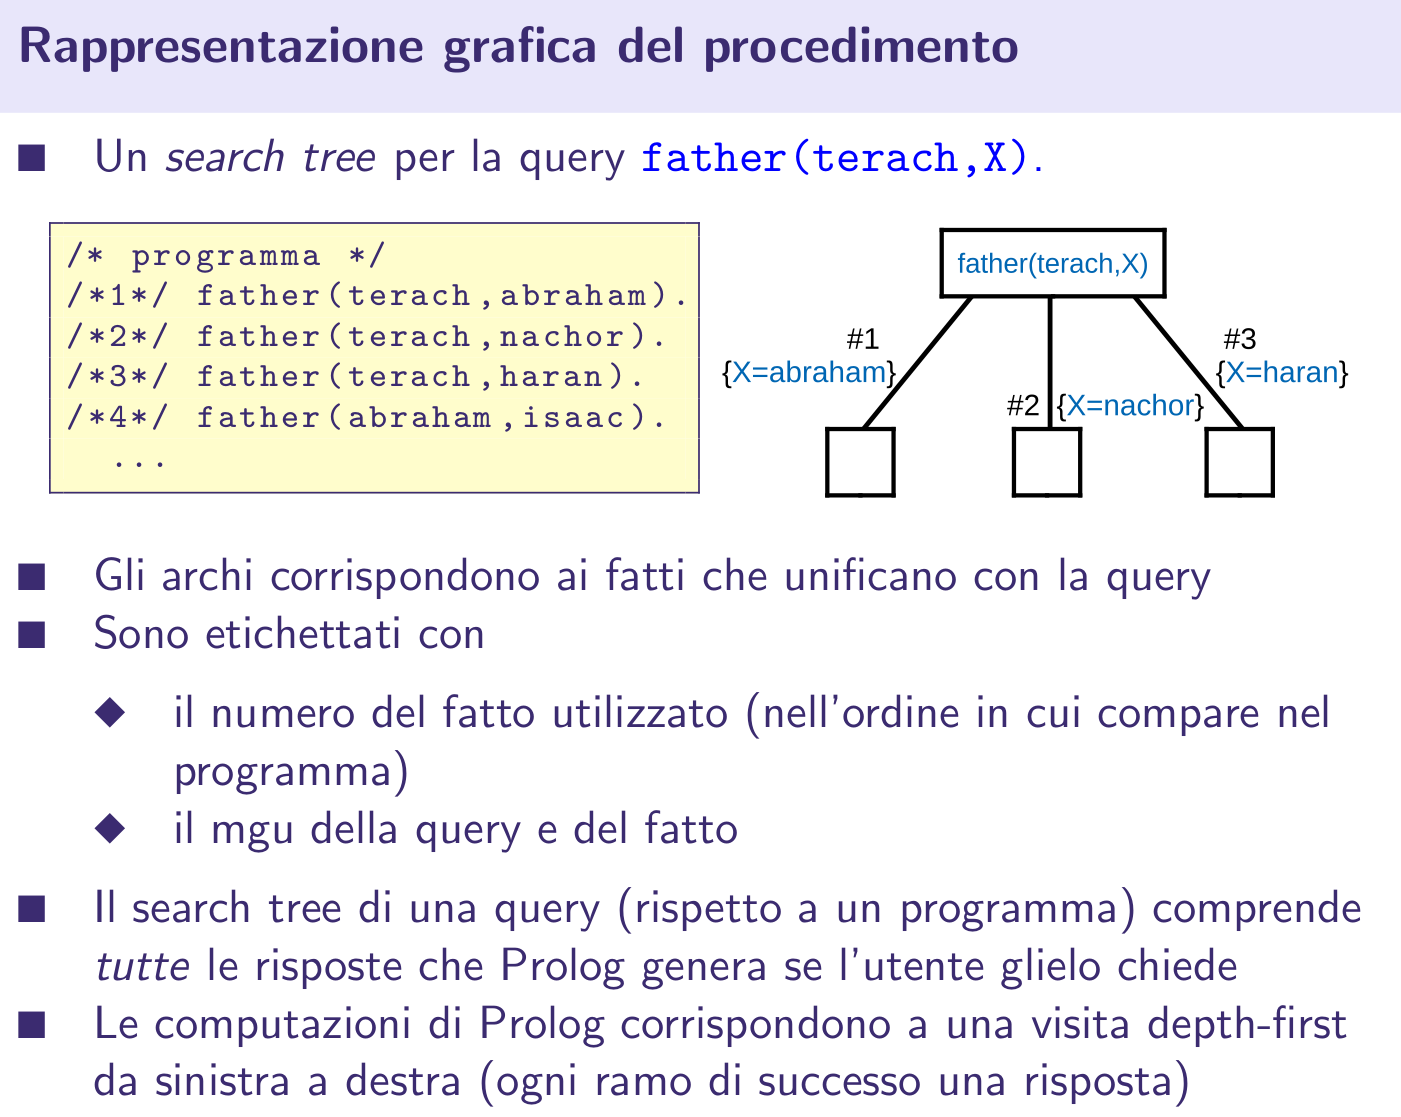 Rappresentazione grafica del procedimento
Un search tree per la query father(terach,X).
/* programma */
/*1*/ father(terach,abraham).
/*2*/ father(terach,nachor).
/*3*/ father(terach,haran).
/*4*/ father(abraham,isaac).
...
father(terach,X)
#1
{X=abraham}
#2 {X=nachor}
#3
{X=haran}
Gli archi corrispondono ai fatti che unificano con la query
Sono etichettati con
il numero del fatto utilizzato (nell'ordine in cui compare nel
programma)
il mgu della query e del fatto
Il search tree di una query (rispetto a un programma) comprende
tutte le risposte che Prolog genera se l'utente glielo chiede
Le computazioni di Prolog corrispondono a una visita depth-first
da sinistra a destra (ogni ramo di successo una risposta)